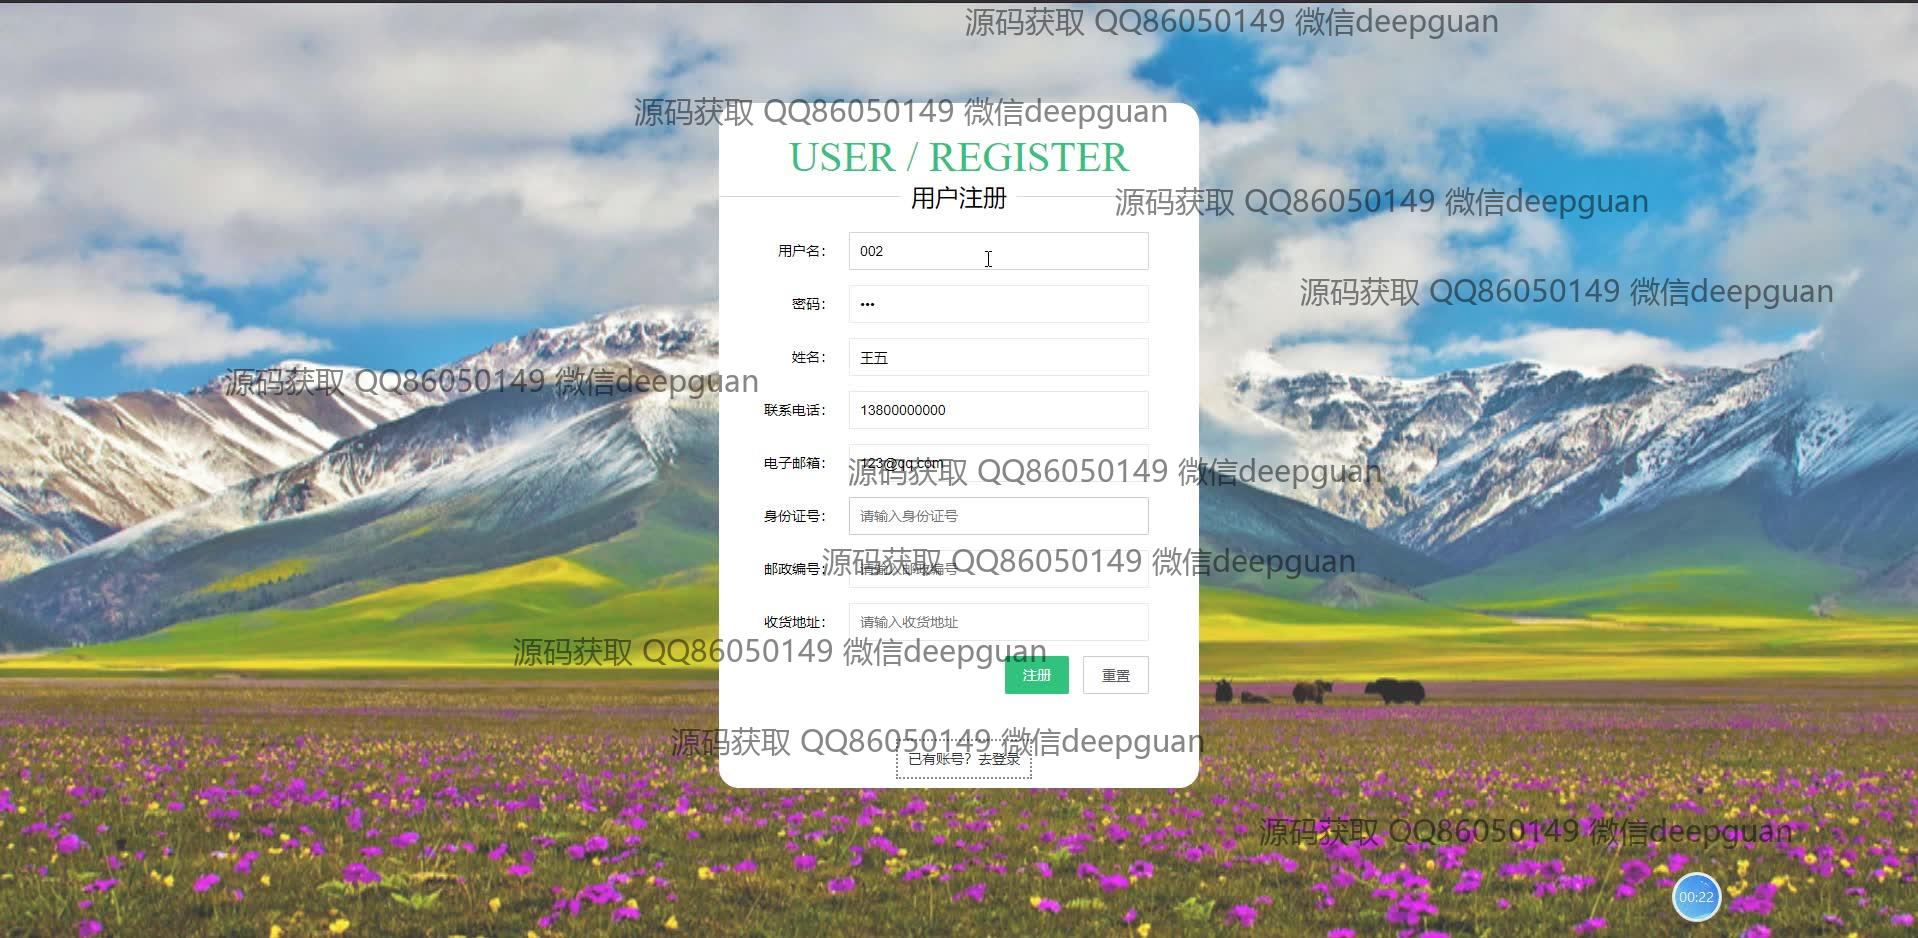 源码获取 QQ86050149 微信deepguan
源码获取 QQ86050149 微信deepguan
USER / REGISTER
用户注册
源码获取 QQ86050149 微信deepguan
用户名： 002
源码获取 QQ86050149 微信deepguan
密码： •••
姓名： 王五
源码获取 QQ86050149 微信deepguan
联系电话： 13800000000
电子邮箱： 123@qq.com
源码获取 QQ86050149 微信deepguan
身份证号： 请输入身份证号
源码获取 QQ86050149 微信deepguan
邮政编号： 请输入邮政编号
收货地址： 请输入收货地址
源码获取 QQ86050149 微信deepguan
注册 重置
源码获取 QQ86050149 微信deepguan
已有账号？去登录
源码获取 QQ86050149 微信deepguan
00:22